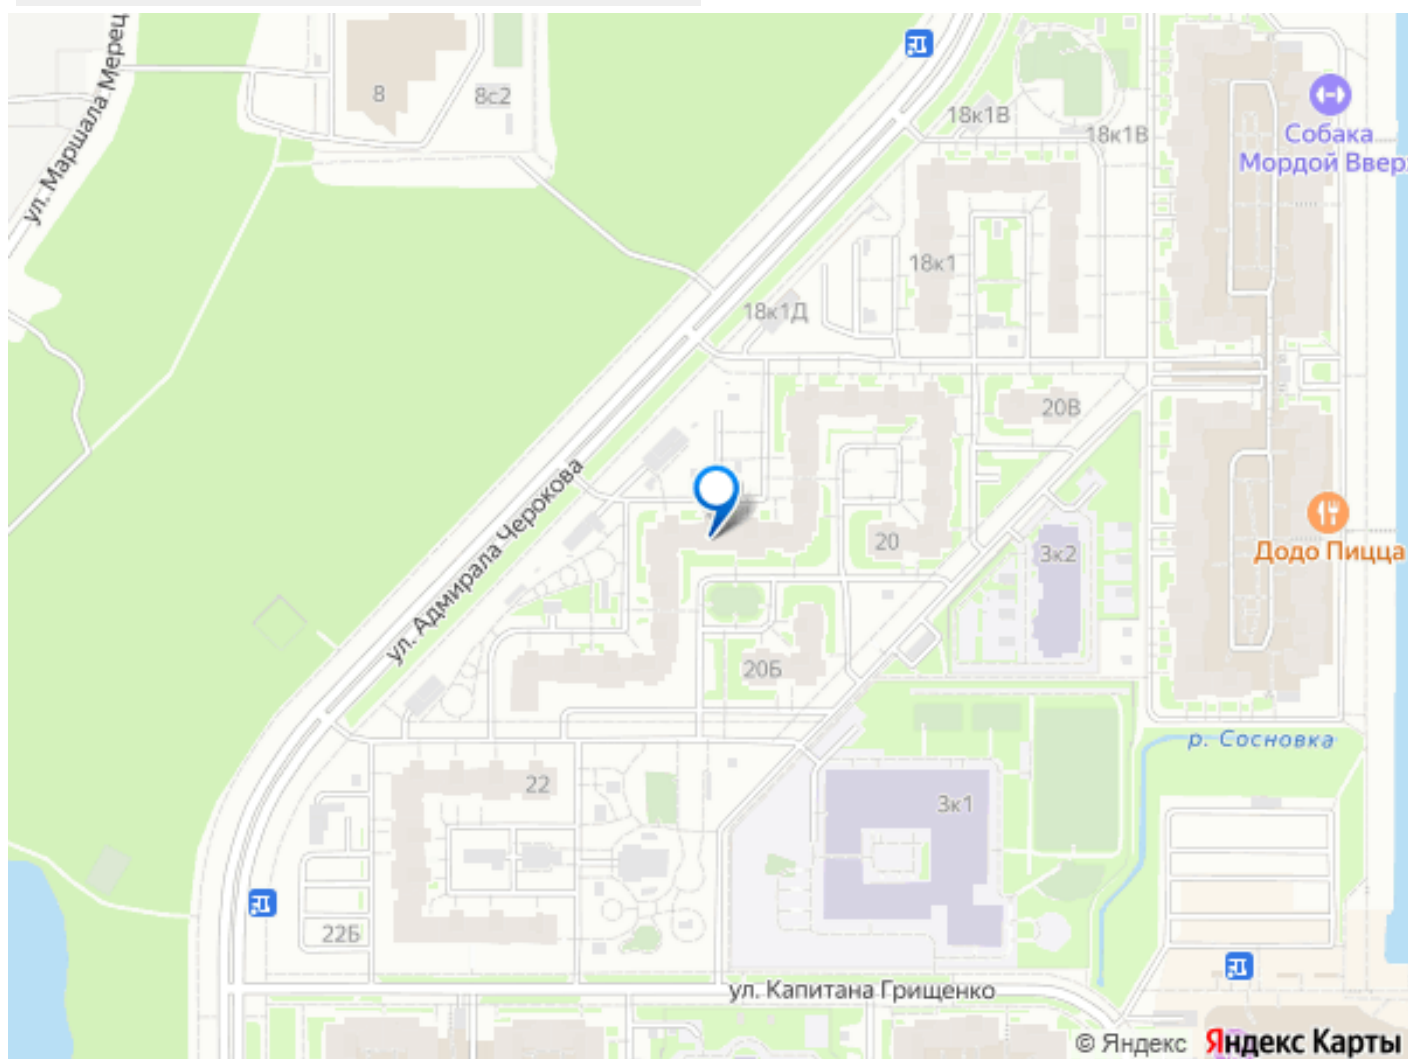 ул. Маршала Мерец
8
8с2
18к1В
18к1В
Собака
Мордой Ввер
18к1
18к1Д
20В
ул. Адмирала Черокова
20
3к2
Додо Пицца
20Б
р. Сосновка
22
3к1
22Б
ул. Капитана Грищенко
© Яндекс Яндекс Карты